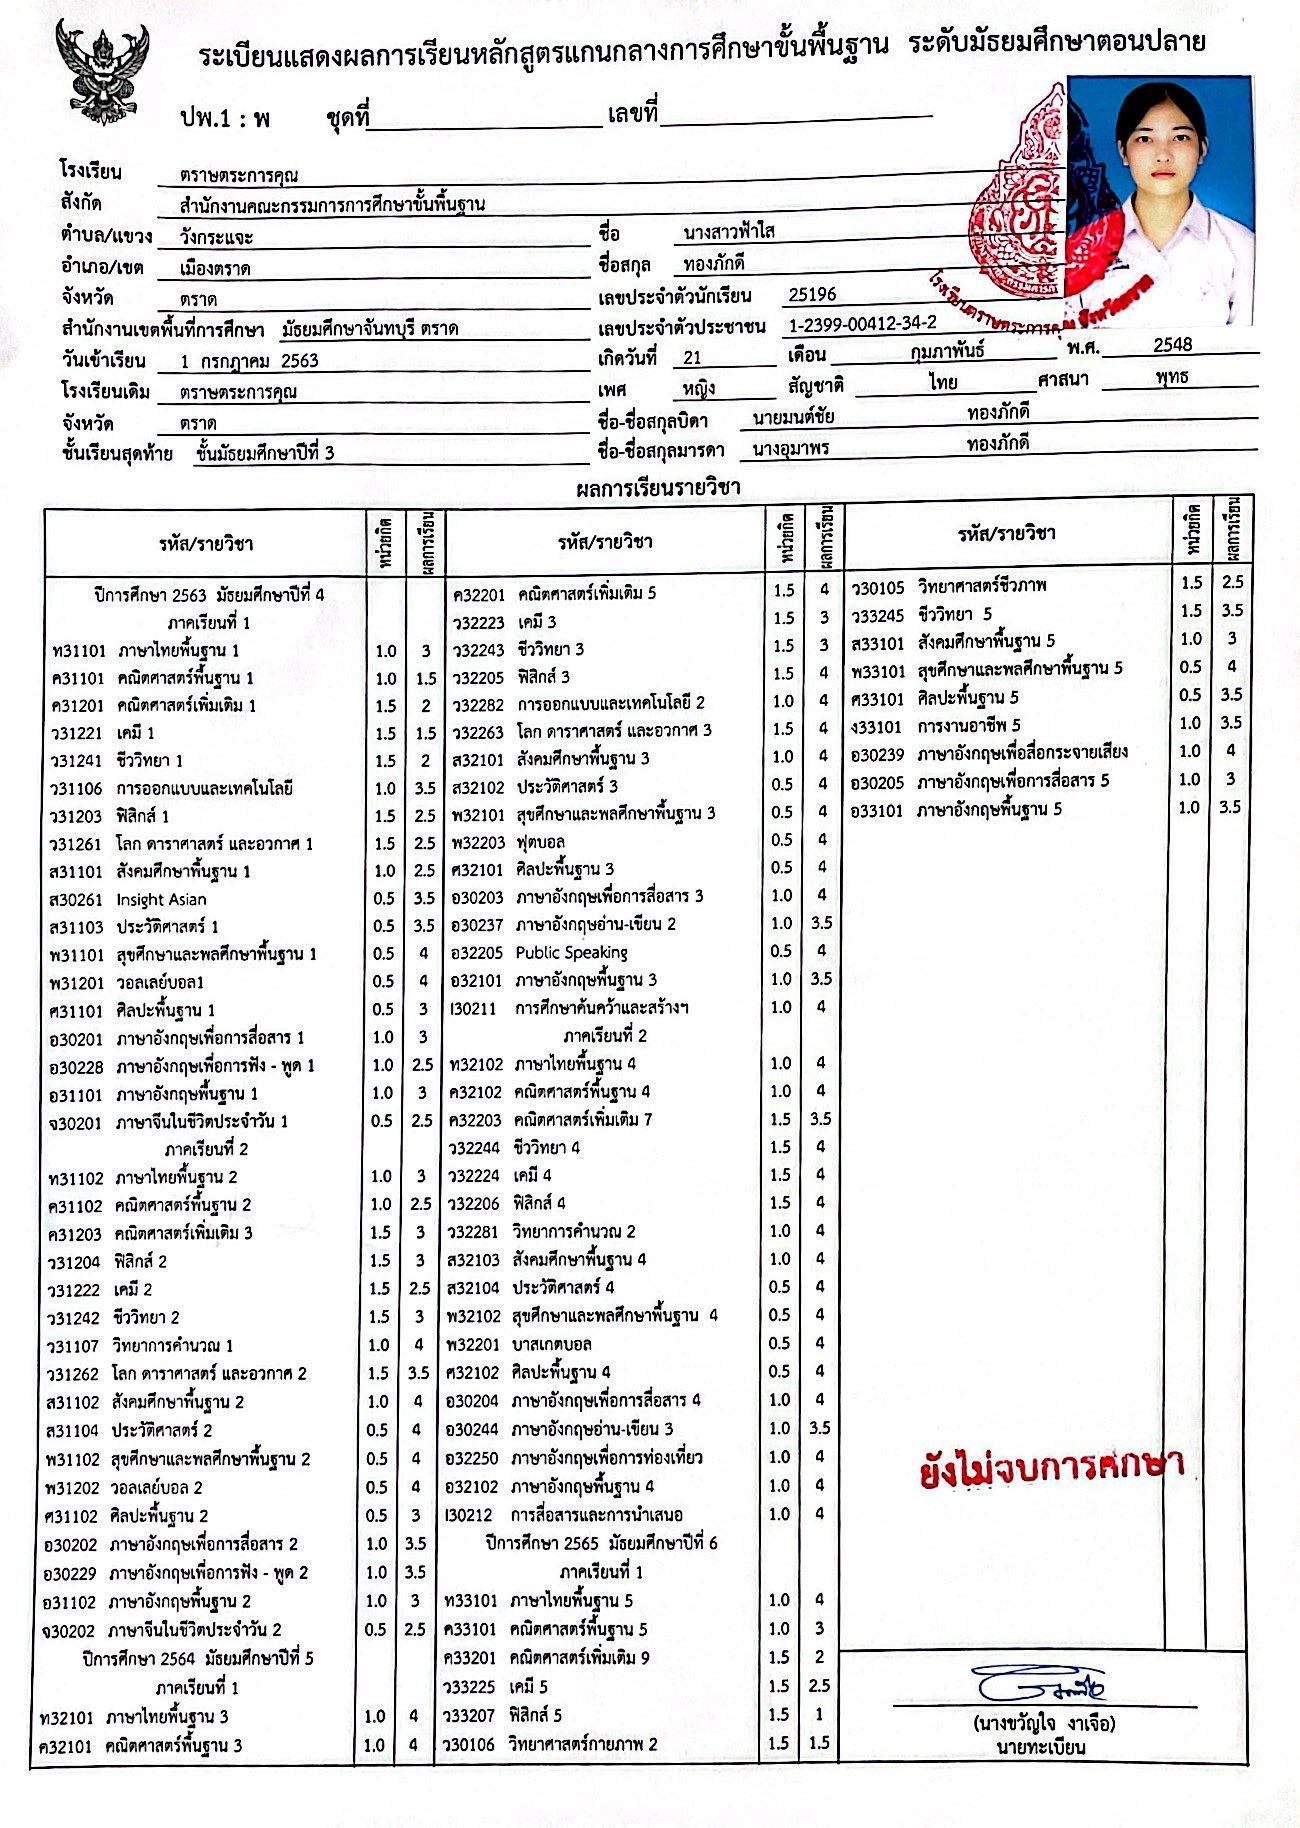 ระเบียนแสดงผลการเรียนหลักสูตรแกนกลางการศึกษาขั้นพื้นฐาน ระดับมัธยมศึกษาตอนปลาย
ปพ.1 : พ ชุดที่ เลขที่
โรงเรียน ตราษตระการคุณ
สังกัด สำนักงานคณะกรรมการการศึกษาขั้นพื้นฐาน
ตำบล/แขวง วังกระแจะ
อำเภอ/เขต เมืองตราด
จังหวัด ตราด
สำนักงานเขตพื้นที่การศึกษา มัธยมศึกษาจันทบุรี ตราด
วันเข้าเรียน 1 กรกฎาคม 2563
โรงเรียนเดิม ตราษตระการคุณ
จังหวัด ตราด
ชั้นเรียนสุดท้าย ชั้นมัธยมศึกษาปีที่ 3
ชื่อ นางสาวฟ้าใส
ชื่อสกุล ทองภักดี
เลขประจำตัวนักเรียน 25196
เลขประจำตัวประชาชน 1-2399-00412-34-2
เกิดวันที่ 21 เดือน กุมภาพันธ์ พ.ศ. 2548
เพศ หญิง สัญชาติ ไทย ศาสนา พุทธ
ชื่อ-ชื่อสกุลบิดา นายมนต์ชัย ทองภักดี
ชื่อ-ชื่อสกุลมารดา นางอุมาพร ทองภักดี
โรงเรียนตราษตระการคุณ จังหวัดตราด
ผลการเรียนรายวิชา
รหัส/รายวิชา หน่วยกิต ผลการเรียน
ปีการศึกษา 2563 มัธยมศึกษาปีที่ 4
ภาคเรียนที่ 1
ท31101 ภาษาไทยพื้นฐาน 1 1.0 3
ค31101 คณิตศาสตร์พื้นฐาน 1 1.0 1.5
ค31201 คณิตศาสตร์เพิ่มเติม 1 1.5 2
ว31221 เคมี 1 1.5 1.5
ว31241 ชีววิทยา 1 1.5 2
ว31106 การออกแบบและเทคโนโลยี 1.0 3.5
ว31203 ฟิสิกส์ 1 1.5 2.5
ว31261 โลก ดาราศาสตร์ และอวกาศ 1 1.5 2.5
ส31101 สังคมศึกษาพื้นฐาน 1 1.0 2.5
ส30261 Insight Asian 0.5 3.5
ส31103 ประวัติศาสตร์ 1 0.5 3.5
พ31101 สุขศึกษาและพลศึกษาพื้นฐาน 1 0.5 4
พ31201 วอลเลย์บอล1 0.5 4
ศ31101 ศิลปะพื้นฐาน 1 0.5 3
อ30201 ภาษาอังกฤษเพื่อการสื่อสาร 1 1.0 3
อ30228 ภาษาอังกฤษเพื่อการฟัง - พูด 1 1.0 2.5
อ31101 ภาษาอังกฤษพื้นฐาน 1 1.0 3
จ30201 ภาษาจีนในชีวิตประจำวัน 1 0.5 2.5
ภาคเรียนที่ 2
ท31102 ภาษาไทยพื้นฐาน 2 1.0 3
ค31102 คณิตศาสตร์พื้นฐาน 2 1.0 2.5
ค31203 คณิตศาสตร์เพิ่มเติม 3 1.5 3
ว31204 ฟิสิกส์ 2 1.5 3
ว31222 เคมี 2 1.5 2.5
ว31242 ชีววิทยา 2 1.5 3
ว31107 วิทยาการคำนวณ 1 1.0 4
ว31262 โลก ดาราศาสตร์ และอวกาศ 2 1.5 3.5
ส31102 สังคมศึกษาพื้นฐาน 2 1.0 4
ส31104 ประวัติศาสตร์ 2 0.5 4
พ31102 สุขศึกษาและพลศึกษาพื้นฐาน 2 0.5 4
พ31202 วอลเลย์บอล 2 0.5 4
ศ31102 ศิลปะพื้นฐาน 2 0.5 3
อ30202 ภาษาอังกฤษเพื่อการสื่อสาร 2 1.0 3.5
อ30229 ภาษาอังกฤษเพื่อการฟัง - พูด 2 1.0 3.5
อ31102 ภาษาอังกฤษพื้นฐาน 2 1.0 3
จ30202 ภาษาจีนในชีวิตประจำวัน 2 0.5 2.5
ปีการศึกษา 2564 มัธยมศึกษาปีที่ 5
ภาคเรียนที่ 1
ท32101 ภาษาไทยพื้นฐาน 3 1.0 4
ค32101 คณิตศาสตร์พื้นฐาน 3 1.0 4
รหัส/รายวิชา หน่วยกิต ผลการเรียน
ค32201 คณิตศาสตร์เพิ่มเติม 5 1.5 4
ว32223 เคมี 3 1.5 3
ว32243 ชีววิทยา 3 1.5 3
ว32205 ฟิสิกส์ 3 1.5 4
ว32282 การออกแบบและเทคโนโลยี 2 1.0 4
ว32263 โลก ดาราศาสตร์ และอวกาศ 3 1.5 4
ส32101 สังคมศึกษาพื้นฐาน 3 1.0 4
ส32102 ประวัติศาสตร์ 3 0.5 4
พ32101 สุขศึกษาและพลศึกษาพื้นฐาน 3 0.5 4
พ32203 ฟุตบอล 0.5 4
ศ32101 ศิลปะพื้นฐาน 3 0.5 4
อ30203 ภาษาอังกฤษเพื่อการสื่อสาร 3 1.0 4
อ30237 ภาษาอังกฤษอ่าน-เขียน 2 1.0 3.5
อ32205 Public Speaking 0.5 4
อ32101 ภาษาอังกฤษพื้นฐาน 3 1.0 3.5
I30211 การศึกษาค้นคว้าและสร้างฯ 1.0 4
ภาคเรียนที่ 2
ท32102 ภาษาไทยพื้นฐาน 4 1.0 4
ค32102 คณิตศาสตร์พื้นฐาน 4 1.0 4
ค32203 คณิตศาสตร์เพิ่มเติม 7 1.5 3.5
ว32244 ชีววิทยา 4 1.5 4
ว32224 เคมี 4 1.5 4
ว32206 ฟิสิกส์ 4 1.5 4
ว32281 วิทยาการคำนวณ 2 1.0 4
ส32103 สังคมศึกษาพื้นฐาน 4 1.0 4
ส32104 ประวัติศาสตร์ 4 0.5 4
พ32102 สุขศึกษาและพลศึกษาพื้นฐาน 4 0.5 4
พ32201 บาสเกตบอล 0.5 4
ศ32102 ศิลปะพื้นฐาน 4 0.5 4
อ30204 ภาษาอังกฤษเพื่อการสื่อสาร 4 1.0 4
อ30244 ภาษาอังกฤษอ่าน-เขียน 3 1.0 3.5
อ32250 ภาษาอังกฤษเพื่อการท่องเที่ยว 1.0 4
อ32102 ภาษาอังกฤษพื้นฐาน 4 1.0 4
I30212 การสื่อสารและการนำเสนอ 1.0 4
ปีการศึกษา 2565 มัธยมศึกษาปีที่ 6
ภาคเรียนที่ 1
ท33101 ภาษาไทยพื้นฐาน 5 1.0 4
ค33101 คณิตศาสตร์พื้นฐาน 5 1.0 3
ค33201 คณิตศาสตร์เพิ่มเติม 9 1.5 2
ว33225 เคมี 5 1.5 2.5
ว33207 ฟิสิกส์ 5 1.5 1
ว30106 วิทยาศาสตร์กายภาพ 2 1.5 1.5
รหัส/รายวิชา หน่วยกิต ผลการเรียน
ว30105 วิทยาศาสตร์ชีวภาพ 1.5 2.5
ว33245 ชีววิทยา 5 1.5 3.5
ส33101 สังคมศึกษาพื้นฐาน 5 1.0 3
พ33101 สุขศึกษาและพลศึกษาพื้นฐาน 5 0.5 4
ศ33101 ศิลปะพื้นฐาน 5 0.5 3.5
ง33101 การงานอาชีพ 5 1.0 3.5
อ30239 ภาษาอังกฤษเพื่อสื่อกระจายเสียง 1.0 4
อ30205 ภาษาอังกฤษเพื่อการสื่อสาร 5 1.0 3
อ33101 ภาษาอังกฤษพื้นฐาน 5 1.0 3.5
ยังไม่จบการศึกษา
(นางขวัญใจ งาเจือ)
นายทะเบียน